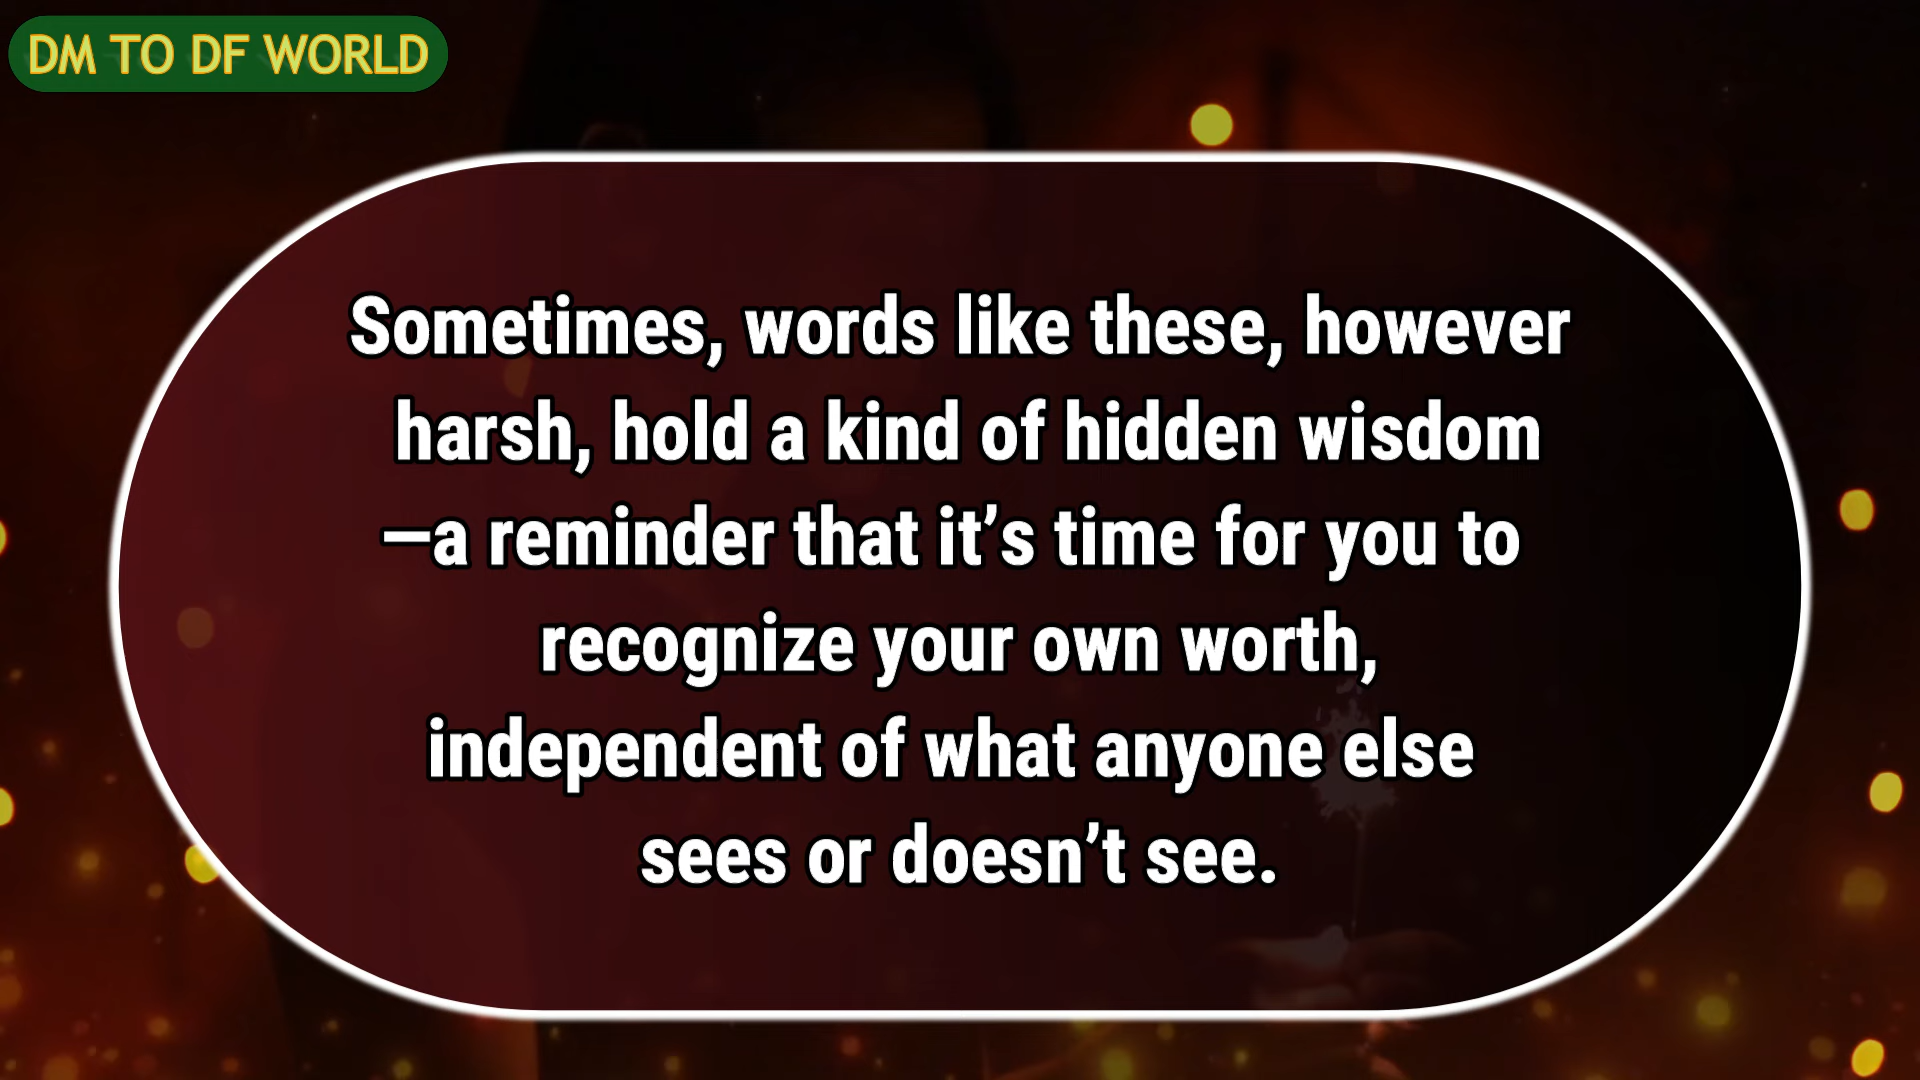 DM TO DF WORLD
Sometimes, words like these, however
harsh, hold a kind of hidden wisdom
—a reminder that it’s time for you to
recognize your own worth,
independent of what anyone else
sees or doesn’t see.